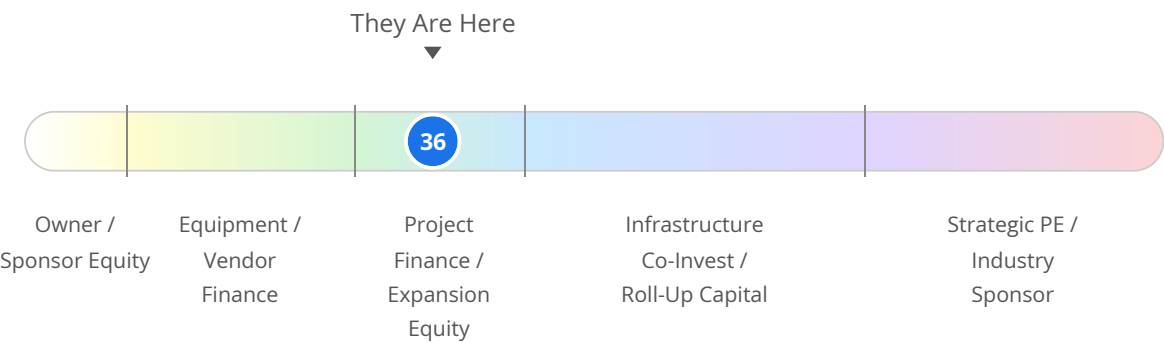 They Are Here
36
Owner /
Sponsor Equity
Equipment /
Vendor
Finance
Project
Finance /
Expansion
Equity
Infrastructure
Co-Invest /
Roll-Up Capital
Strategic PE /
Industry
Sponsor